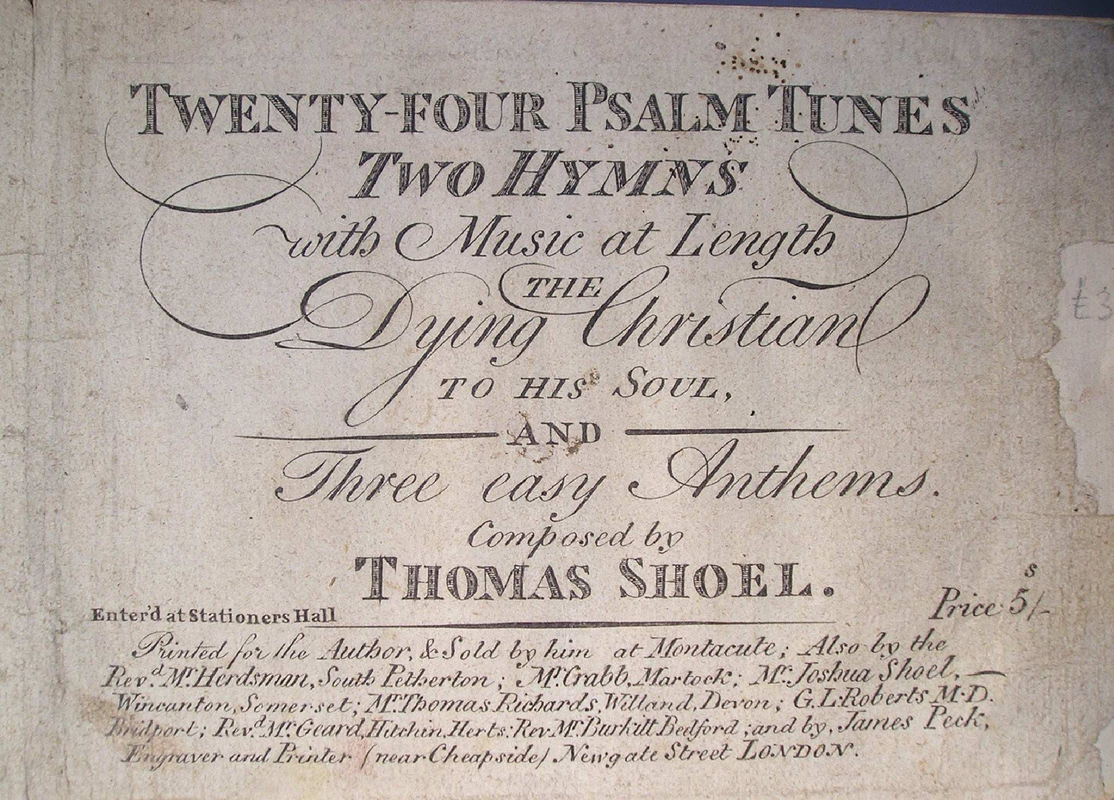 TWENTY-FOUR PSALM TUNES
TWO HYMNS
with Music at Length
THE
Dying Christian
TO HIS SOUL,
AND
Three easy Anthems.
Composed by
THOMAS SHOEL.
Enter'd at Stationers Hall
Price 5s/-
Printed for the Author, & Sold by him at Montacute; Also by the
Revd. Mr. Herdsman, South Petherton; Mr. Crabb, Martock; Mr. Joshua Shoel,—
Wincanton, Somerset; Mr. Thomas Richards, Willand, Devon; G.L. Roberts M.D.
Bridport; Revd. Mr. Geard, Hitchin, Herts. Rev. Mr. Burkitt Bedford; and by, James Peck,
Engraver and Printer (near Cheapside) Newgate Street LONDON.
£3